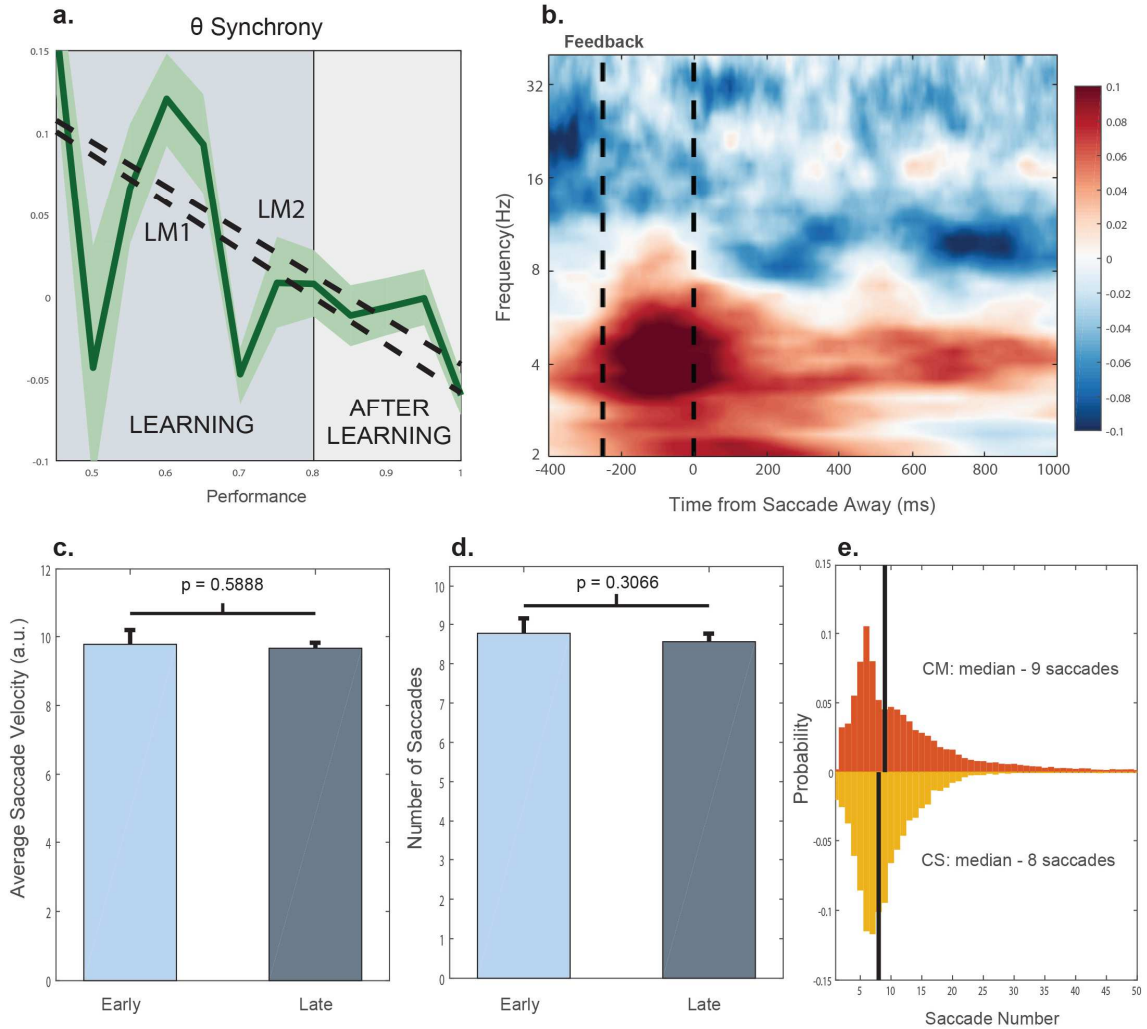 a.
θ Synchrony
0.15
0.1
0.05
0
-0.05
-0.1
LM1
LM2
LEARNING
AFTER
LEARNING
0.5 0.6 0.7 0.8 0.9 1
Performance
b.
Feedback
32
16
8
4
2
Frequency(Hz)
-400 -200 0 200 400 600 800 1000
Time from Saccade Away (ms)
0.1
0.08
0.06
0.04
0.02
0
-0.02
-0.04
-0.06
-0.08
-0.1
c.
p = 0.5888
12
10
8
6
4
2
0
Average Saccade Velocity (a.u.)
Early Late
d.
p = 0.3066
10
9
8
7
6
5
4
3
2
1
0
Number of Saccades
Early Late
e.
0.15
0.1
0.05
0
-0.05
-0.1
-0.15
Probability
CM: median - 9 saccades
CS: median - 8 saccades
5 10 15 20 25 30 35 40 45 50
Saccade Number